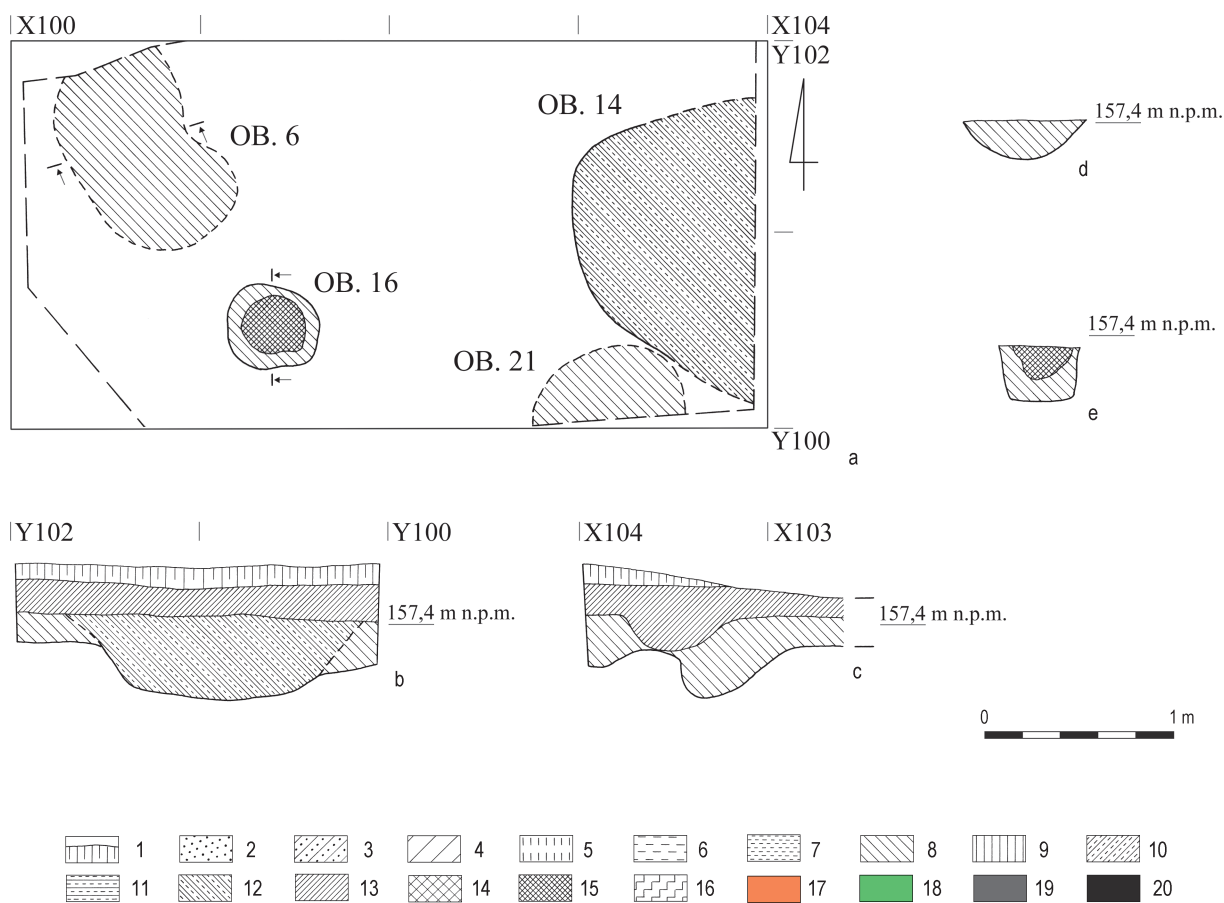 X100
X104
Y102
OB. 14
157,4 m n.p.m.
OB. 6
d
OB. 16
157,4 m n.p.m.
OB. 21
e
Y100
a
Y102
Y100
X104
X103
157,4 m n.p.m.
157,4 m n.p.m.
b
c
0 1 m
1 2 3 4 5 6 7 8 9 10
11 12 13 14 15 16 17 18 19 20